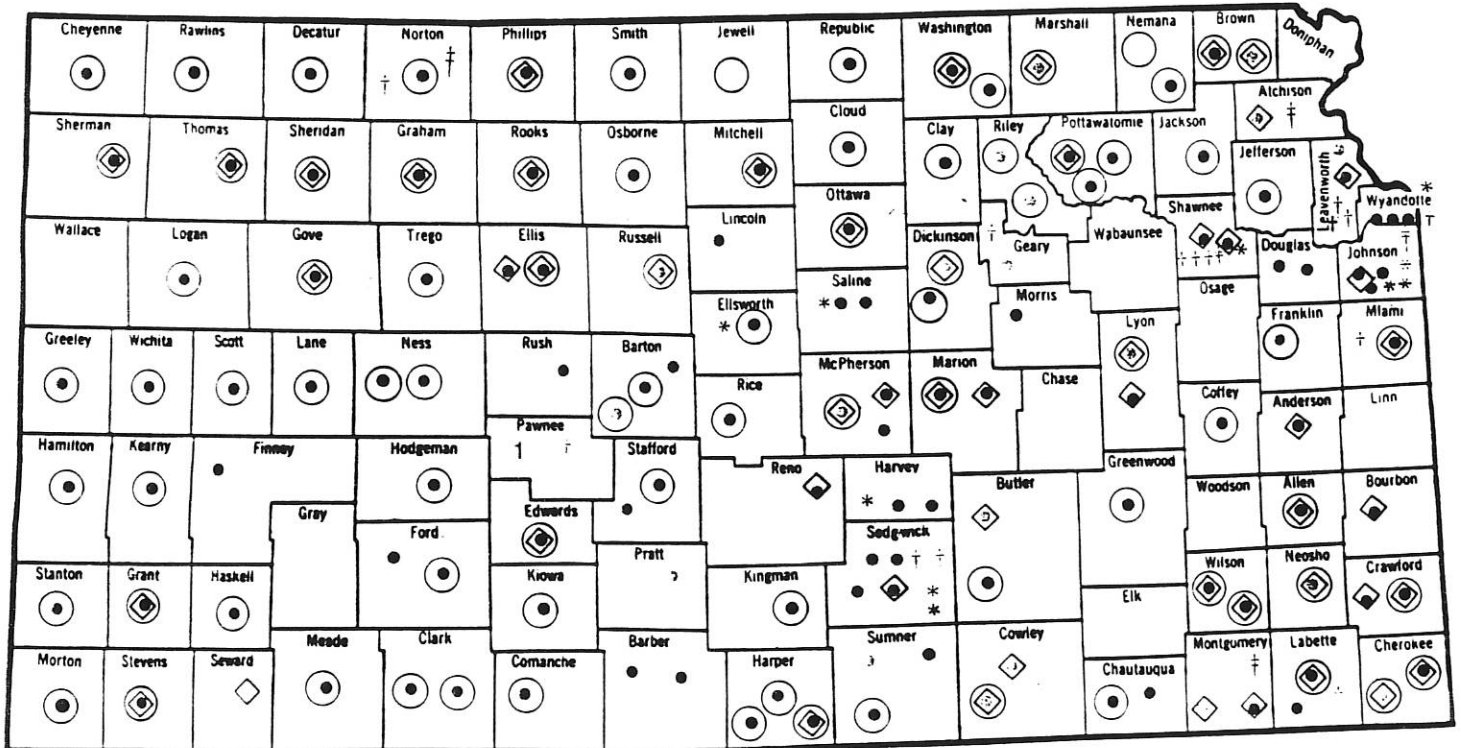 Cheyenne
Rawlins
Decatur
Norton
Phillips
Smith
Jewell
Republic
Washington
Marshall
Nemana
Brown
Doniphan
Sherman
Thomas
Sheridan
Graham
Rooks
Osborne
Mitchell
Cloud
Clay
Riley
Pottawatomie
Jackson
Atchison
Jefferson
Leavenworth
Wyandotte
Wallace
Logan
Gove
Trego
Ellis
Russell
Lincoln
Ottawa
Dickinson
Geary
Wabaunsee
Shawnee
Douglas
Johnson
Ellsworth
Saline
Morris
Lyon
Osage
Franklin
Miami
Greeley
Wichita
Scott
Lane
Ness
Rush
Barton
Rice
McPherson
Marion
Chase
Coffey
Anderson
Linn
Hamilton
Kearny
Finney
Hodgeman
Pawnee
1
Stafford
Reno
Harvey
Butler
Greenwood
Woodson
Allen
Bourbon
Gray
Ford
Edwards
Pratt
Sedgwick
Stanton
Grant
Haskell
Kiowa
Kingman
Elk
Wilson
Neosho
Crawford
Morton
Stevens
Seward
Meade
Clark
Comanche
Barber
Harper
Sumner
Cowley
Chautauqua
Montgomery
Labette
Cherokee